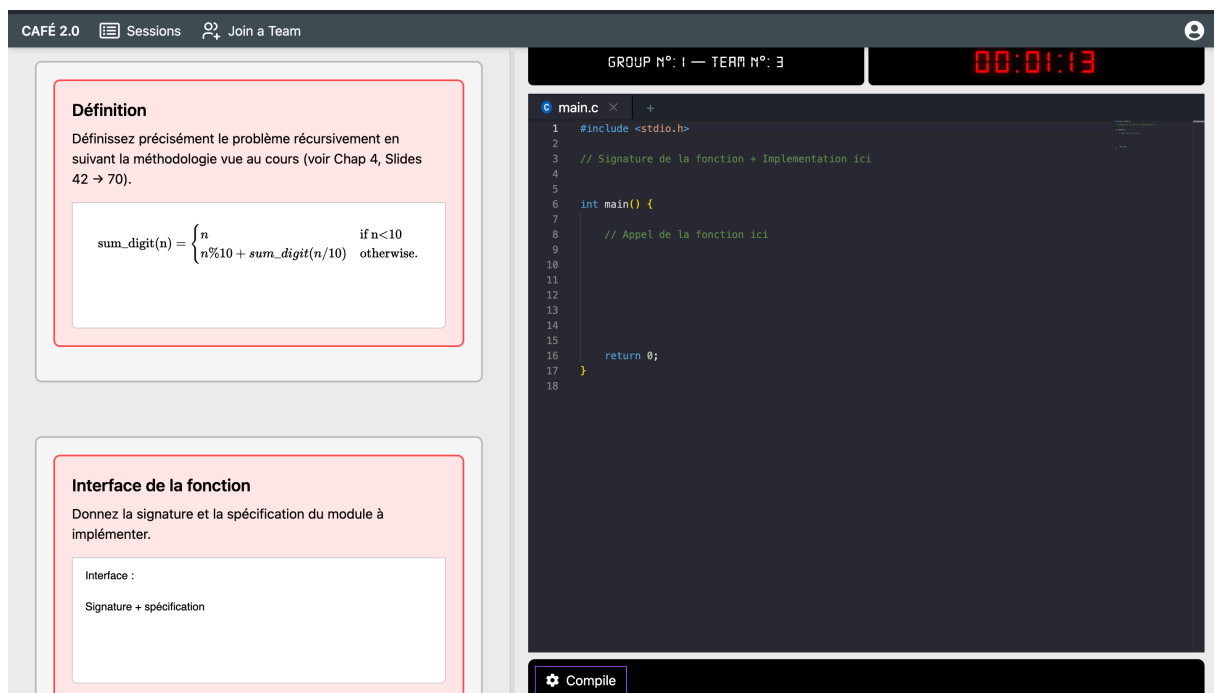 CAFÉ 2.0 Sessions Join a Team
Définition
Définissez précisément le problème récursivement en
suivant la méthodologie vue au cours (voir Chap 4, Slides
42 → 70).
sum_digit(n) = { n if n<10
n%10 + sum_digit(n/10) otherwise.
Interface de la fonction
Donnez la signature et la spécification du module à
implémenter.
Interface :
Signature + spécification
GROUP N°: 1 — TEAM N°: 3
00:01:13
C main.c × +
1 #include <stdio.h>
2
3 // Signature de la fonction + Implementation ici
4
5
6 int main() {
7
8 // Appel de la fonction ici
9
10
11
12
13
14
15
16 return 0;
17 }
18
Compile